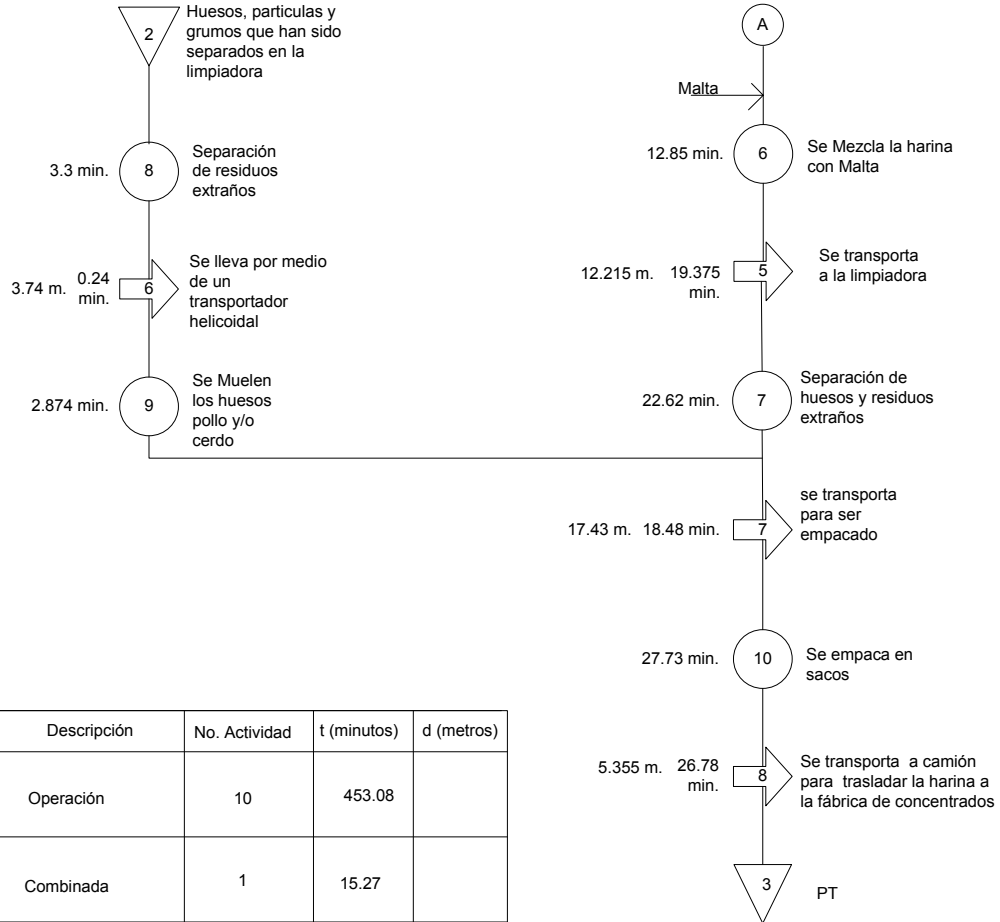 2
Huesos, particulas y
grumos que han sido
separados en la
limpiadora
3.3 min.
8
Separación
de residuos
extraños
3.74 m.
0.24
min.
6
Se lleva por medio
de un
transportador
helicoidal
2.874 min.
9
Se Muelen
los huesos
pollo y/o
cerdo
A
Malta
12.85 min.
6
Se Mezcla la harina
con Malta
12.215 m.
19.375
min.
5
Se transporta
a la limpiadora
22.62 min.
7
Separación de
huesos y residuos
extraños
17.43 m.
18.48 min.
7
se transporta
para ser
empacado
27.73 min.
10
Se empaca en
sacos
5.355 m.
26.78
min.
8
Se transporta a camión
para trasladar la harina a
la fábrica de concentrados
3
PT
Descripción No. Actividad t (minutos) d (metros)
Operación 10 453.08
Combinada 1 15.27